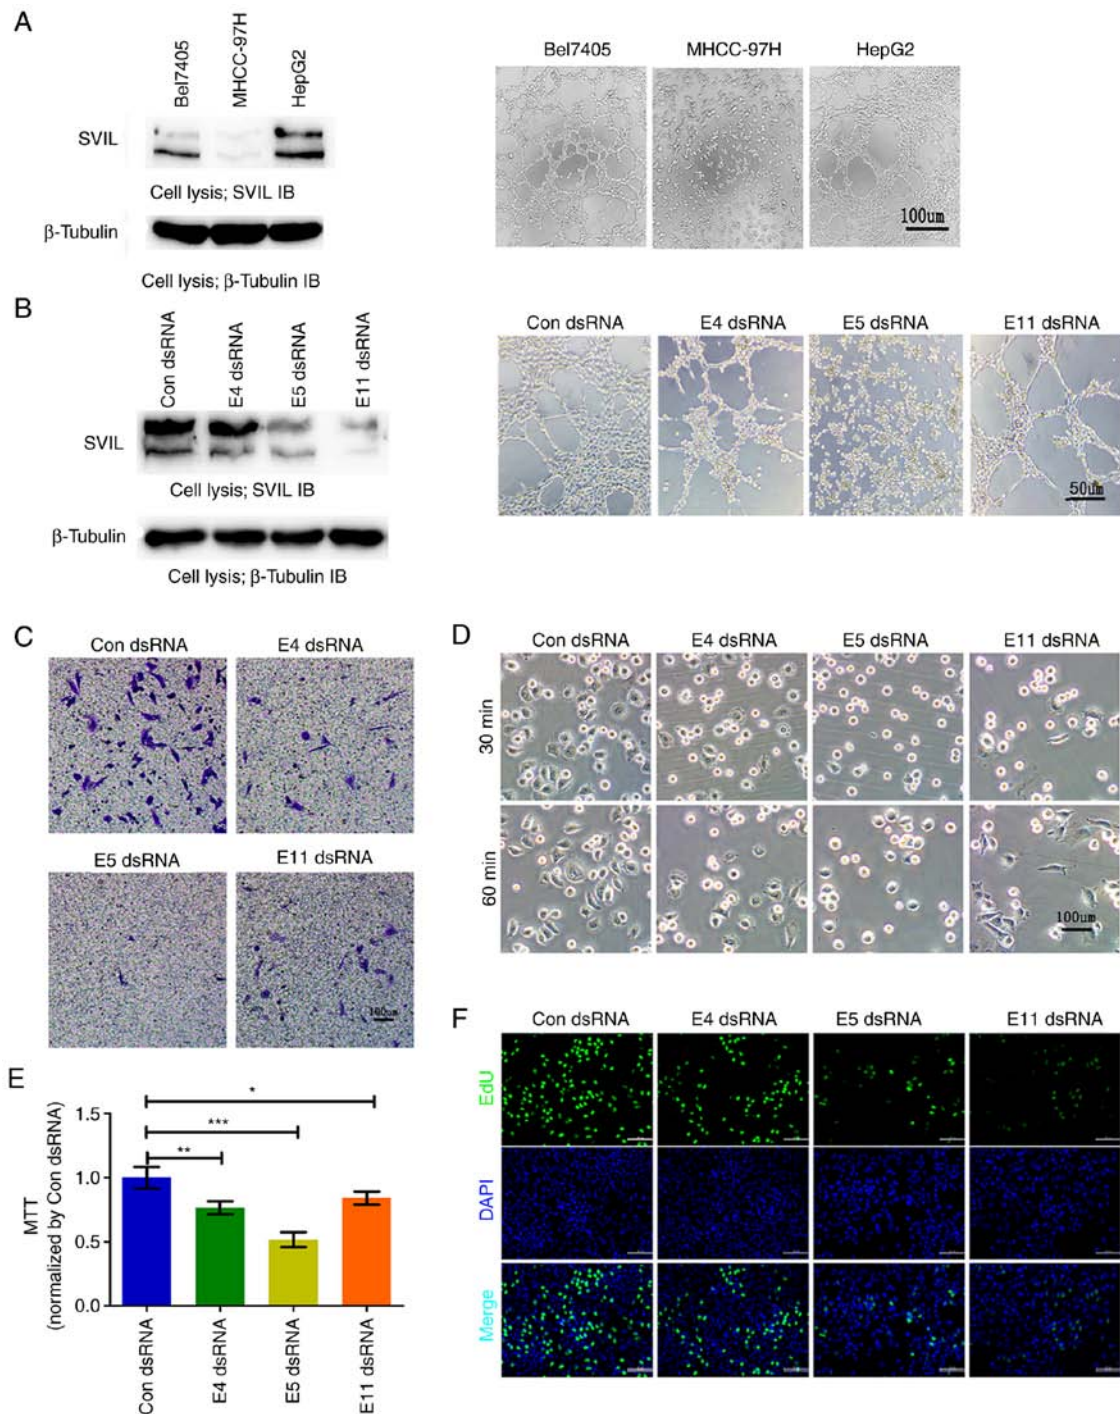 A
Bel7405
MHCC-97H
HepG2
SVIL
Cell lysis; SVIL IB
β-Tubulin
Cell lysis; β-Tubulin IB
Bel7405
MHCC-97H
HepG2
100um
B
Con dsRNA
E4 dsRNA
E5 dsRNA
E11 dsRNA
SVIL
Cell lysis; SVIL IB
β-Tubulin
Cell lysis; β-Tubulin IB
Con dsRNA
E4 dsRNA
E5 dsRNA
E11 dsRNA
50um
C
Con dsRNA
E4 dsRNA
E5 dsRNA
E11 dsRNA
100um
D
Con dsRNA
E4 dsRNA
E5 dsRNA
E11 dsRNA
30 min
60 min
100um
E
MTT
(normalized by Con dsRNA)
1.5
1.0
0.5
0.0
*
***
**
Con dsRNA
E4 dsRNA
E5 dsRNA
E11 dsRNA
F
Con dsRNA
E4 dsRNA
E5 dsRNA
E11 dsRNA
EdU
DAPI
Merge